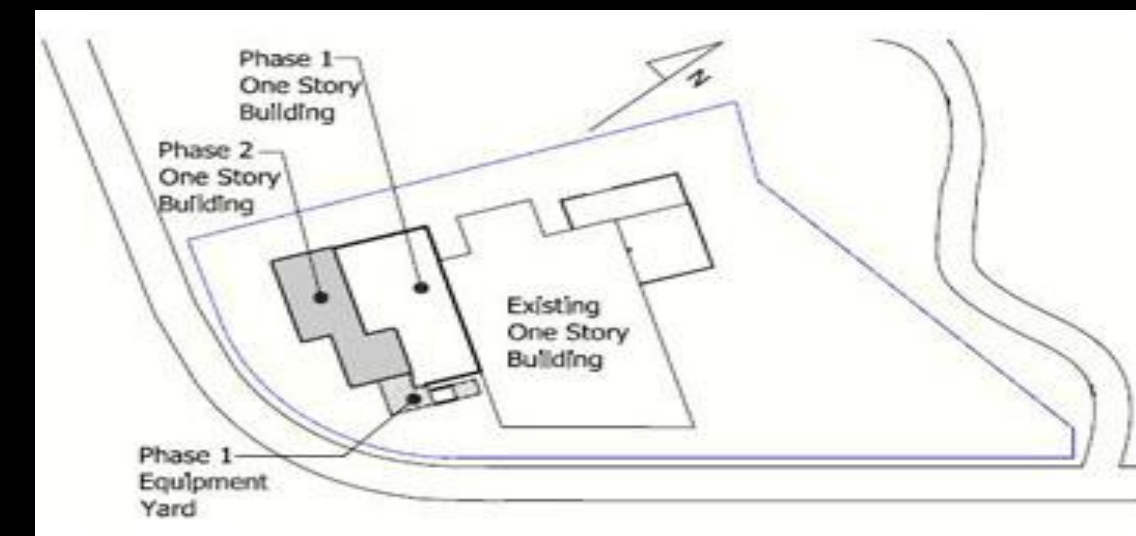 Phase 1
One Story
Building
N
Phase 2
One Story
Building
Existing
One Story
Building
Phase 1
Equipment
Yard